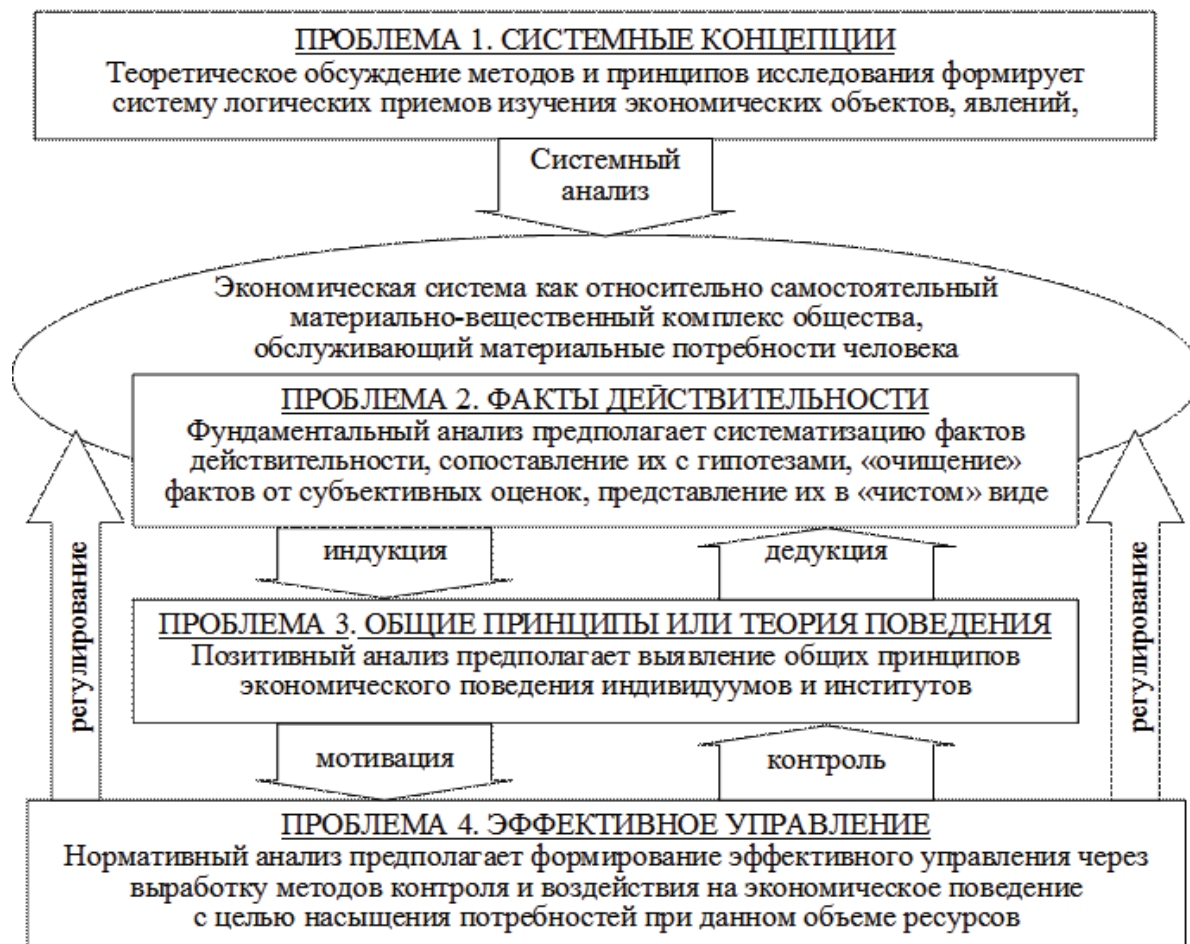 ПРОБЛЕМА 1. СИСТЕМНЫЕ КОНЦЕПЦИИ
Теоретическое обсуждение методов и принципов исследования формирует
систему логических приемов изучения экономических объектов, явлений,
Системный
анализ
Экономическая система как относительно самостоятельный
материально-вещественный комплекс общества,
обслуживающий материальные потребности человека
ПРОБЛЕМА 2. ФАКТЫ ДЕЙСТВИТЕЛЬНОСТИ
Фундаментальный анализ предполагает систематизацию фактов
действительности, сопоставление их с гипотезами, «очищение»
фактов от субъективных оценок, представление их в «чистом» виде
индукция
дедукция
регулирование
регулирование
ПРОБЛЕМА 3. ОБЩИЕ ПРИНЦИПЫ ИЛИ ТЕОРИЯ ПОВЕДЕНИЯ
Позитивный анализ предполагает выявление общих принципов
экономического поведения индивидуумов и институтов
мотивация
контроль
ПРОБЛЕМА 4. ЭФФЕКТИВНОЕ УПРАВЛЕНИЕ
Нормативный анализ предполагает формирование эффективного управления через
выработку методов контроля и воздействия на экономическое поведение
с целью насыщения потребностей при данном объеме ресурсов